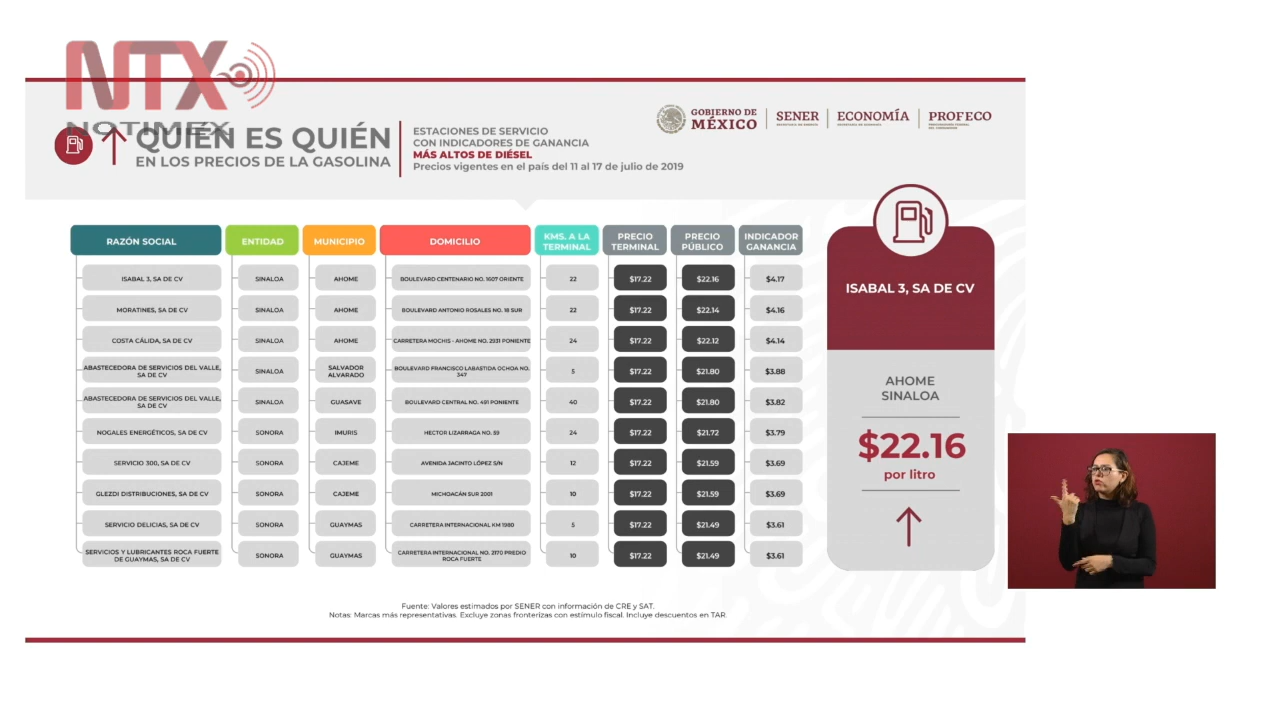 NTX
NOTIMEX
QUIÉN ES QUIÉN
EN LOS PRECIOS DE LA GASOLINA
ESTACIONES DE SERVICIO
CON INDICADORES DE GANANCIA
MÁS ALTOS DE DIÉSEL
Precios vigentes en el país del 11 al 17 de julio de 2019
GOBIERNO DE
MÉXICO
SENER
ECONOMÍA
PROFECO
RAZÓN SOCIAL ENTIDAD MUNICIPIO DOMICILIO KMS. A LA TERMINAL PRECIO TERMINAL PRECIO PÚBLICO INDICADOR GANANCIA
ISABAL 3, SA DE CV SINALOA AHOME BOULEVARD CENTENARIO NO. 1607 ORIENTE 22 $17.22 $22.16 $4.17
MORATINES, SA DE CV SINALOA AHOME BOULEVARD ANTONIO ROSALES NO. 18 SUR 22 $17.22 $22.14 $4.16
COSTA CÁLIDA, SA DE CV SINALOA AHOME CARRETERA MOCHIS - AHOME NO. 2931 PONIENTE 24 $17.22 $22.12 $4.14
ABASTECEDORA DE SERVICIOS DEL VALLE, SA DE CV SINALOA SALVADOR ALVARADO BOULEVARD FRANCISCO LABASTIDA OCHOA NO. 347 5 $17.22 $21.80 $3.88
ABASTECEDORA DE SERVICIOS DEL VALLE, SA DE CV SINALOA GUASAVE BOULEVARD CENTRAL NO. 491 PONIENTE 40 $17.22 $21.80 $3.82
NOGALES ENERGÉTICOS, SA DE CV SONORA IMURIS HECTOR LIZARRAGA NO. 59 24 $17.22 $21.72 $3.79
SERVICIO 300, SA DE CV SONORA CAJEME AVENIDA JACINTO LÓPEZ S/N 12 $17.22 $21.59 $3.69
GLEZDI DISTRIBUCIONES, SA DE CV SONORA CAJEME MICHOACÁN SUR 2001 10 $17.22 $21.59 $3.69
SERVICIO DELICIAS, SA DE CV SONORA GUAYMAS CARRETERA INTERNACIONAL KM 1980 5 $17.22 $21.49 $3.61
SERVICIOS Y LUBRICANTES ROCA FUERTE DE GUAYMAS, SA DE CV SONORA GUAYMAS CARRETERA INTERNACIONAL NO. 2170 PREDIO ROCA FUERTE 10 $17.22 $21.49 $3.61
ISABAL 3, SA DE CV
AHOME
SINALOA
$22.16
por litro
Fuente: Valores estimados por SENER con información de CRE y SAT.
Notas: Marcas más representativas. Excluye zonas fronterizas con estímulo fiscal. Incluye descuentos en TAR.